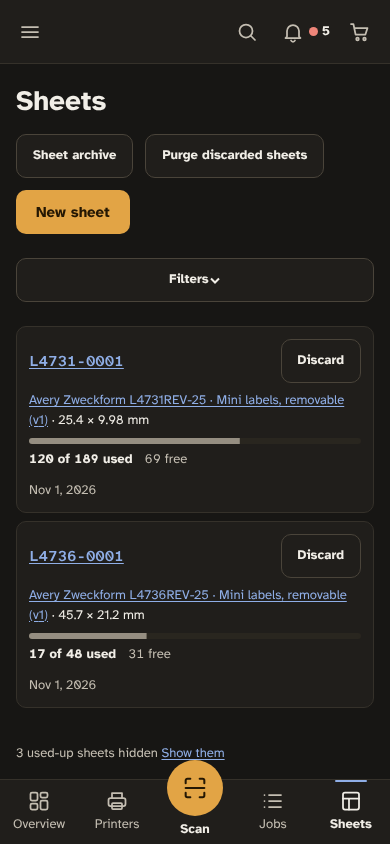 5
Sheets
Sheet archive
Purge discarded sheets
New sheet
Filters
L4731-0001
Discard
Avery Zweckform L4731REV-25 · Mini labels, removable
(v1) · 25.4 × 9.98 mm
120 of 189 used 69 free
Nov 1, 2026
L4736-0001
Discard
Avery Zweckform L4736REV-25 · Mini labels, removable
(v1) · 45.7 × 21.2 mm
17 of 48 used 31 free
Nov 1, 2026
3 used-up sheets hidden Show them
Overview
Printers
Scan
Jobs
Sheets